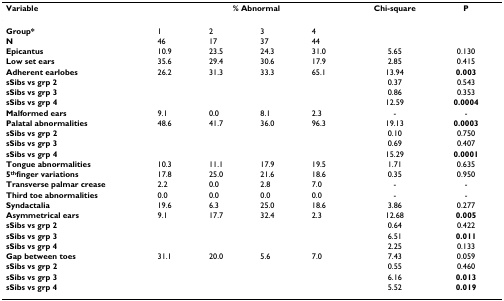 Variable % Abnormal Chi-square P
Group* 1 2 3 4
N 46 17 37 44
Epicantus 10.9 23.5 24.3 31.0 5.65 0.130
Low set ears 35.6 29.4 30.6 17.9 2.85 0.415
Adherent earlobes 26.2 31.3 33.3 65.1 13.94 0.003
sSibs vs grp 2 0.37 0.543
sSibs vs grp 3 0.86 0.353
sSibs vs grp 4 12.59 0.0004
Malformed ears 9.1 0.0 8.1 2.3 - -
Palatal abnormalities 48.6 41.7 36.0 96.3 19.13 0.0003
sSibs vs grp 2 0.10 0.750
sSibs vs grp 3 0.69 0.407
sSibs vs grp 4 15.29 0.0001
Tongue abnormalities 10.3 11.1 17.9 19.5 1.71 0.635
5thfinger variations 17.8 25.0 21.6 18.6 0.35 0.950
Transverse palmar crease 2.2 0.0 2.8 7.0 - -
Third toe abnormalities 0.0 0.0 0.0 0.0 - -
Syndactalia 19.6 6.3 25.0 18.6 3.86 0.277
Asymmetrical ears 9.1 17.7 32.4 2.3 12.68 0.005
sSibs vs grp 2 0.64 0.422
sSibs vs grp 3 6.51 0.011
sSibs vs grp 4 2.25 0.133
Gap between toes 31.1 20.0 5.6 7.0 7.43 0.059
sSibs vs grp 2 0.55 0.460
sSibs vs grp 3 6.16 0.013
sSibs vs grp 4 5.52 0.019